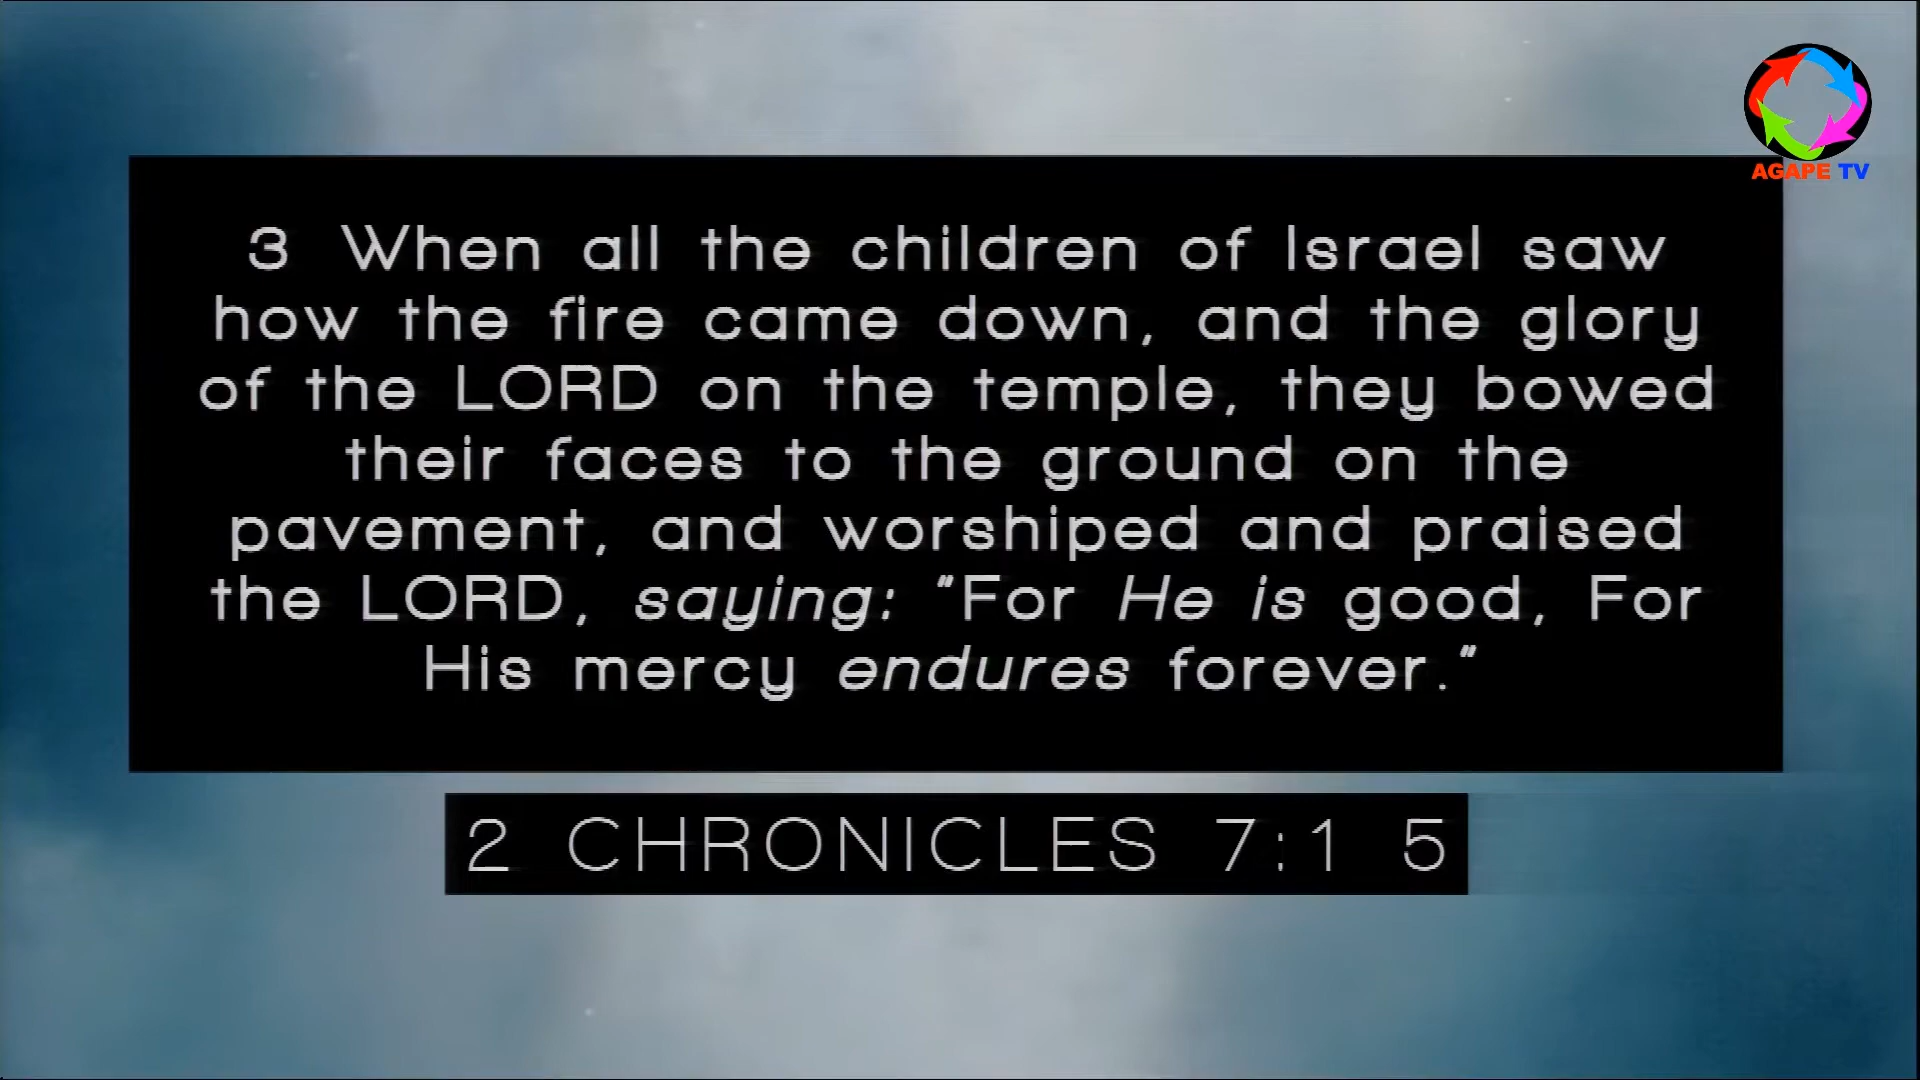 AGAPE TV
3 When all the children of Israel saw
how the fire came down, and the glory
of the LORD on the temple, they bowed
their faces to the ground on the
pavement, and worshiped and praised
the LORD, saying: "For He is good, For
His mercy endures forever."
2 CHRONICLES 7:1 5